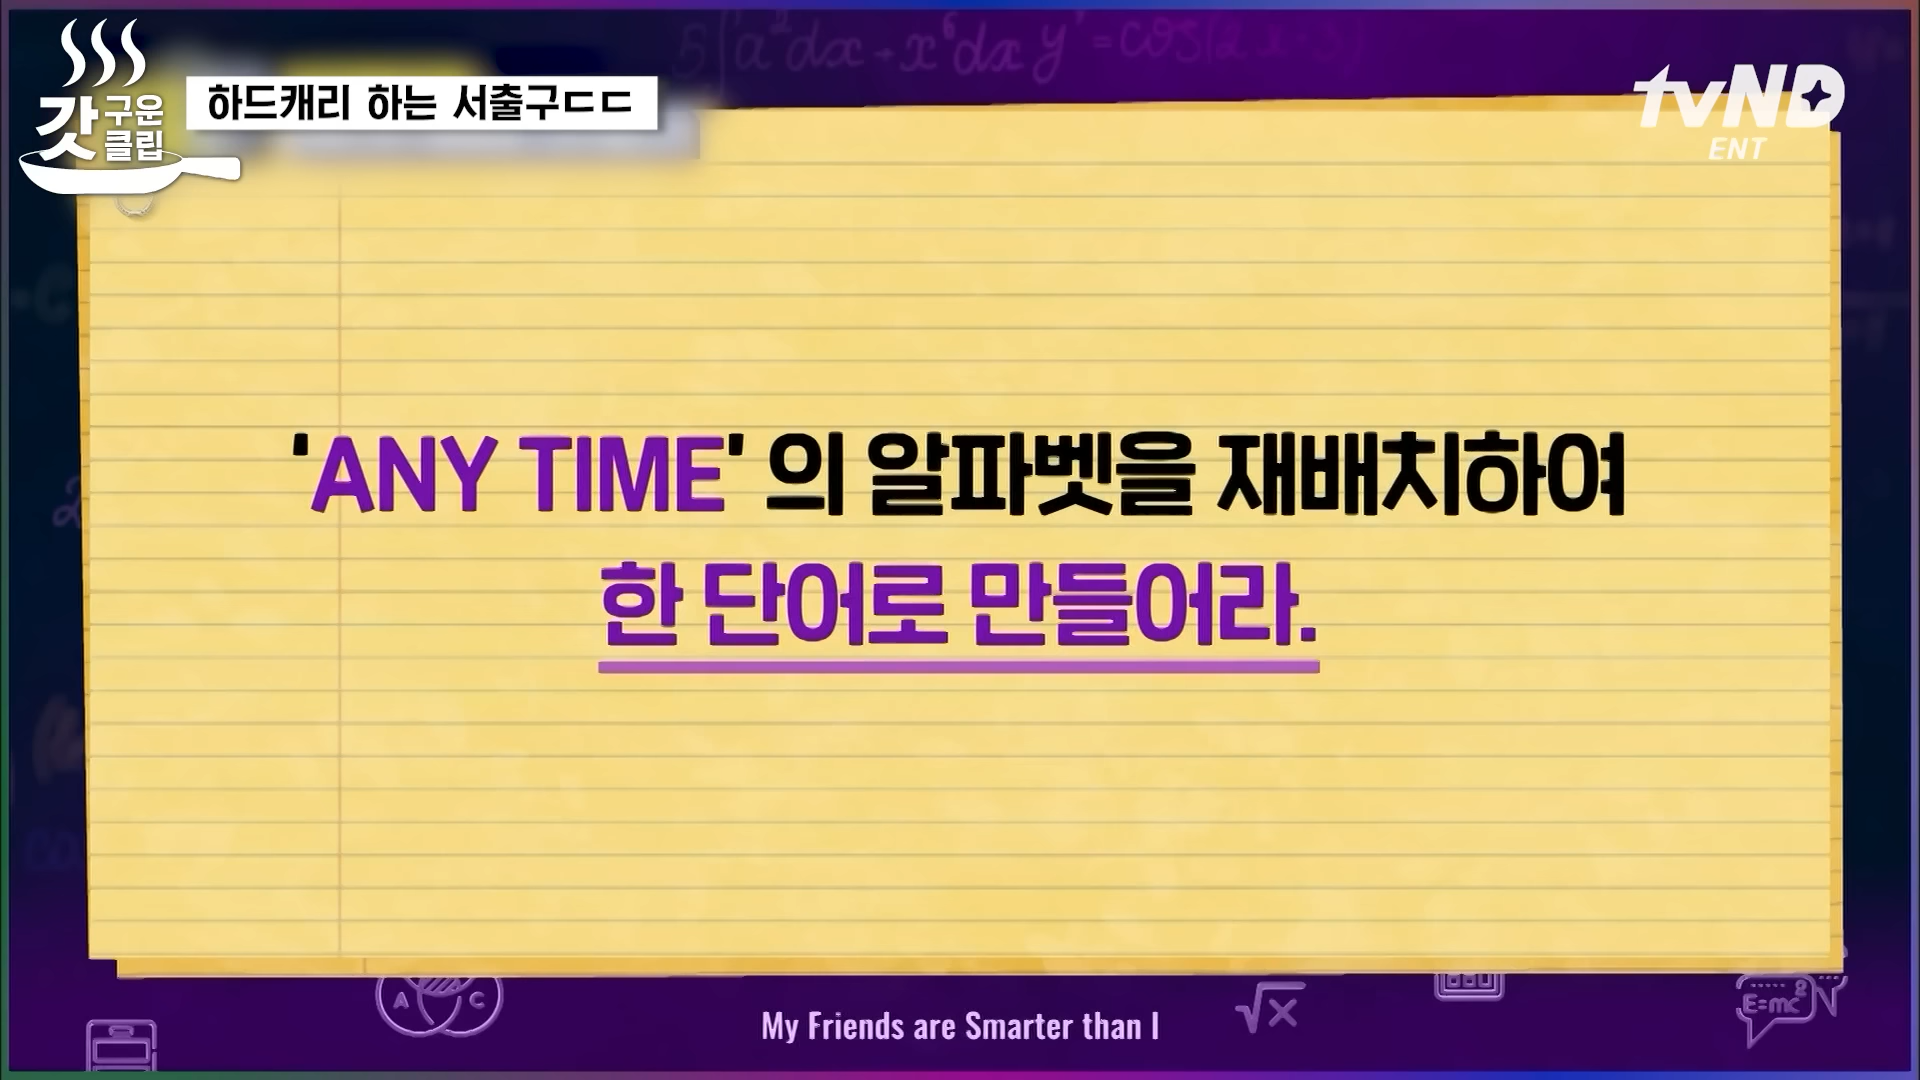 갓구운클립
하드캐리 하는 서출구ㄷㄷ
tvND
ENT
'ANY TIME' 의 알파벳을 재배치하여
한 단어로 만들어라.
A C
√x
E=mc²
My Friends are Smarter than I